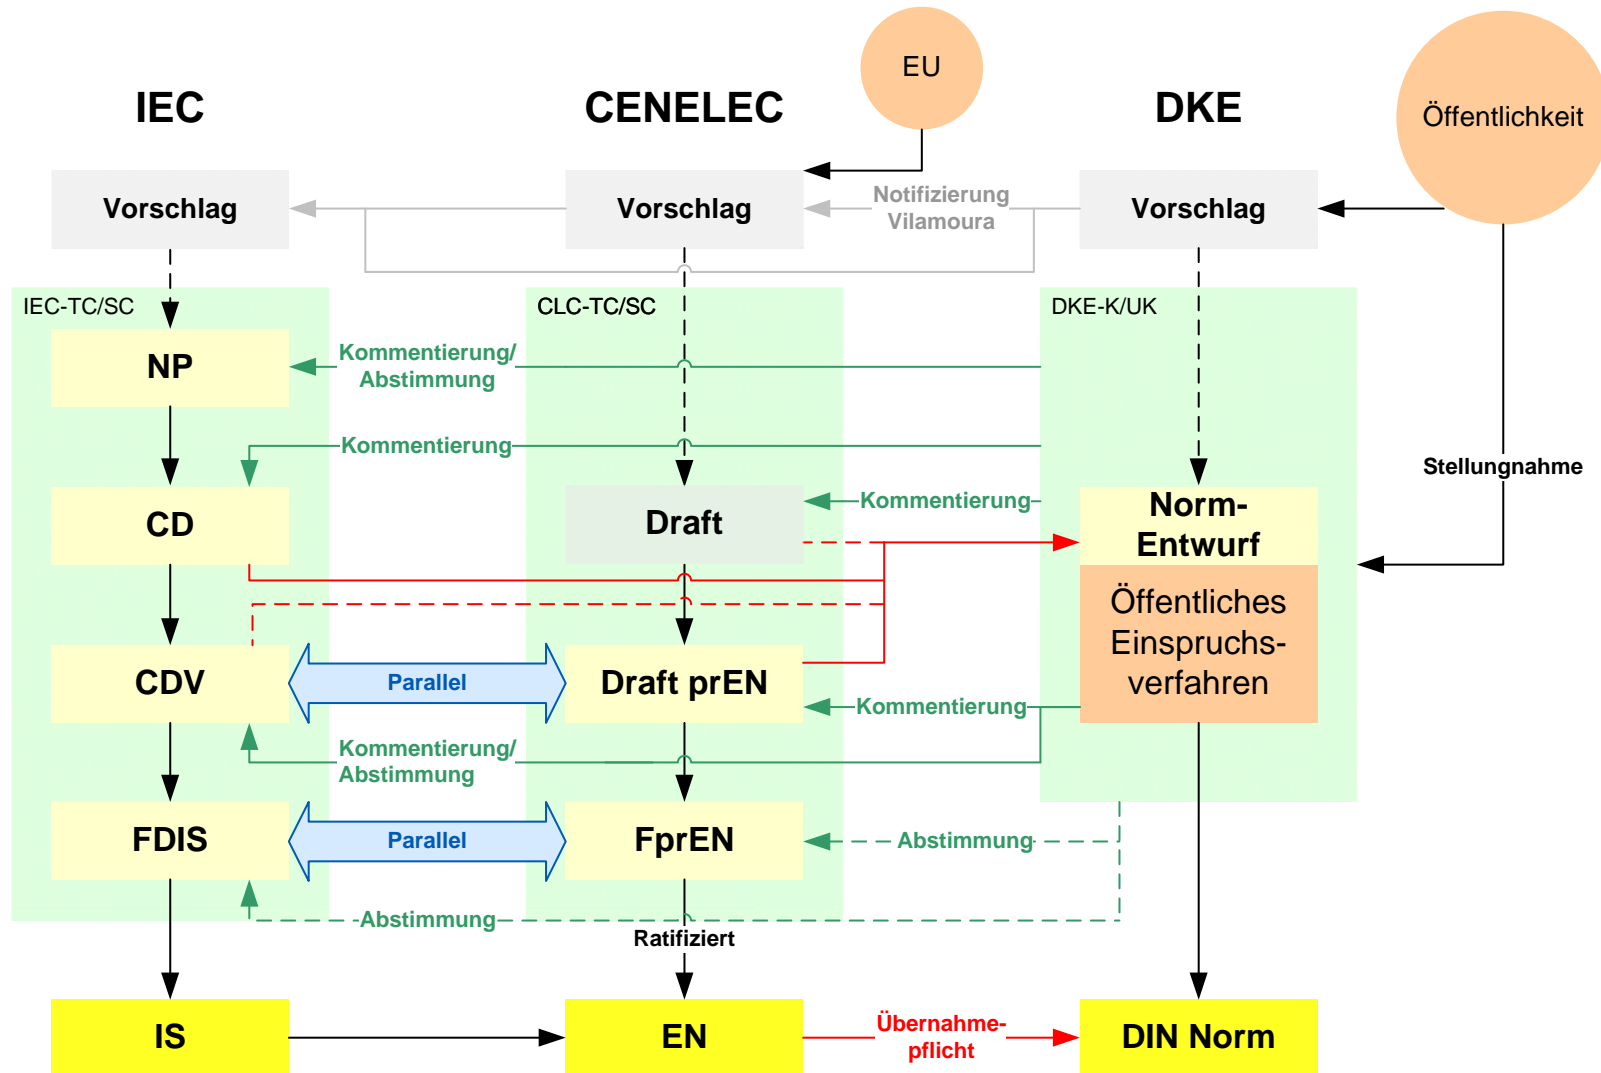 EU
IEC
CENELEC
DKE
Öffentlichkeit
Vorschlag
Vorschlag
Notifizierung
Vilamoura
Vorschlag
IEC-TC/SC
CLC-TC/SC
DKE-K/UK
NP
Kommentierung/
Abstimmung
Kommentierung
Stellungnahme
CD
Draft
Kommentierung
Norm-
Entwurf
Öffentliches
Einspruchs-
verfahren
CDV
Parallel
Draft prEN
Kommentierung
Kommentierung/
Abstimmung
FDIS
Parallel
FprEN
Abstimmung
Abstimmung
Ratifiziert
IS
EN
Übernahme-
pflicht
DIN Norm